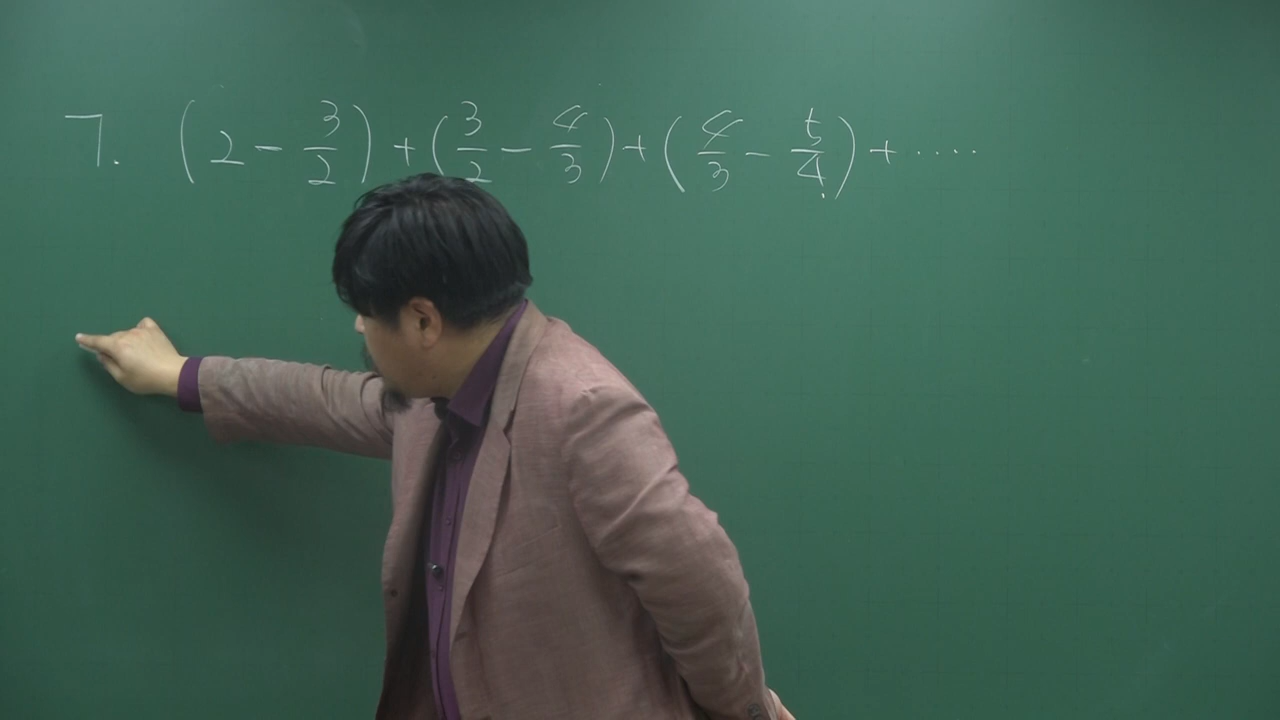 7. (2 - 3/2) + (3/2 - 4/3) + (4/3 - 5/4) + ····